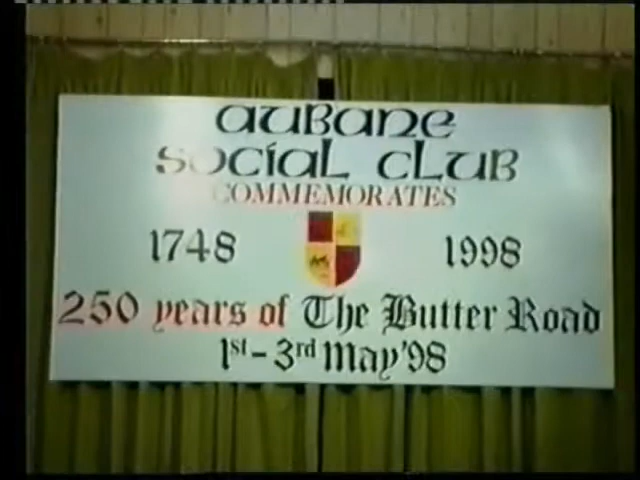 AUBANE
SOCIAL CLUB
COMMEMORATES
1748 1998
250 years of The Butter Road
1st - 3rd May '98